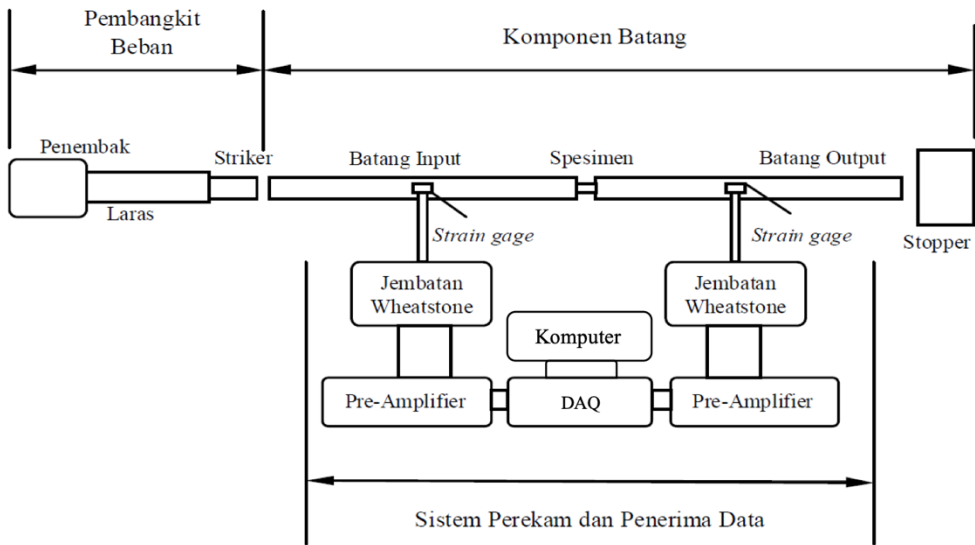 Pembangkit
Beban
Komponen Batang
Penembak
Striker
Batang Input
Spesimen
Batang Output
Laras
Strain gage
Strain gage
Stopper
Jembatan
Wheatstone
Jembatan
Wheatstone
Komputer
Pre-Amplifier
DAQ
Pre-Amplifier
Sistem Perekam dan Penerima Data